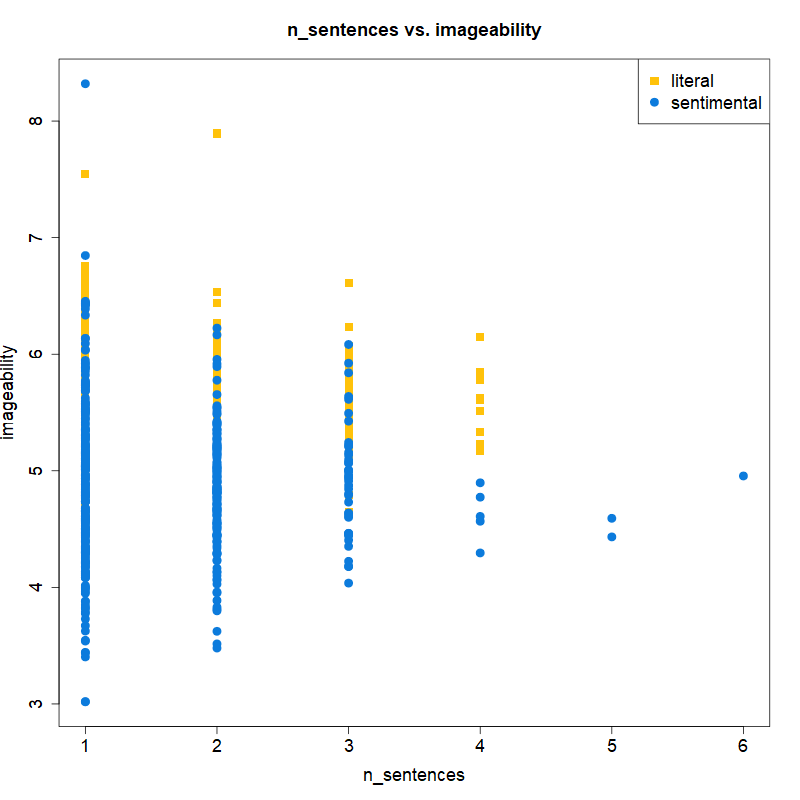 n_sentences vs. imageability
literal
sentimental
8
7
6
5
4
3
imageability
1 2 3 4 5 6
n_sentences